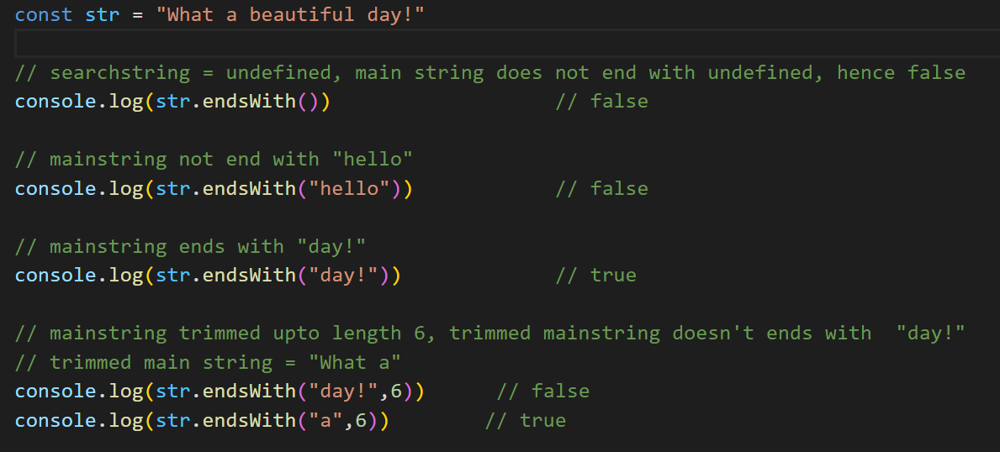 const str = "What a beautiful day!"
// searchstring = undefined, main string does not end with undefined, hence false
console.log(str.endsWith()) // false
// mainstring not end with "hello"
console.log(str.endsWith("hello")) // false
// mainstring ends with "day!"
console.log(str.endsWith("day!")) // true
// mainstring trimmed upto length 6, trimmed mainstring doesn't ends with  "day!"
// trimmed main string = "What a"
console.log(str.endsWith("day!",6)) // false
console.log(str.endsWith("a",6)) // true